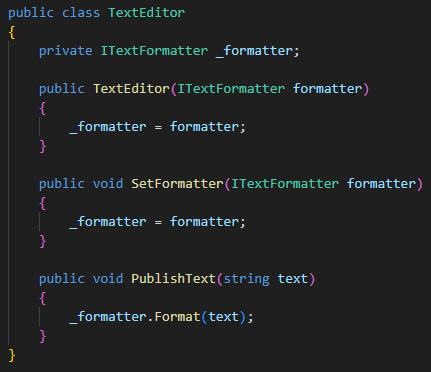 public class TextEditor
{
    private ITextFormatter _formatter;
    public TextEditor(ITextFormatter formatter)
    {
        _formatter = formatter;
    }
    public void SetFormatter(ITextFormatter formatter)
    {
        _formatter = formatter;
    }
    public void PublishText(string text)
    {
        _formatter.Format(text);
    }
}